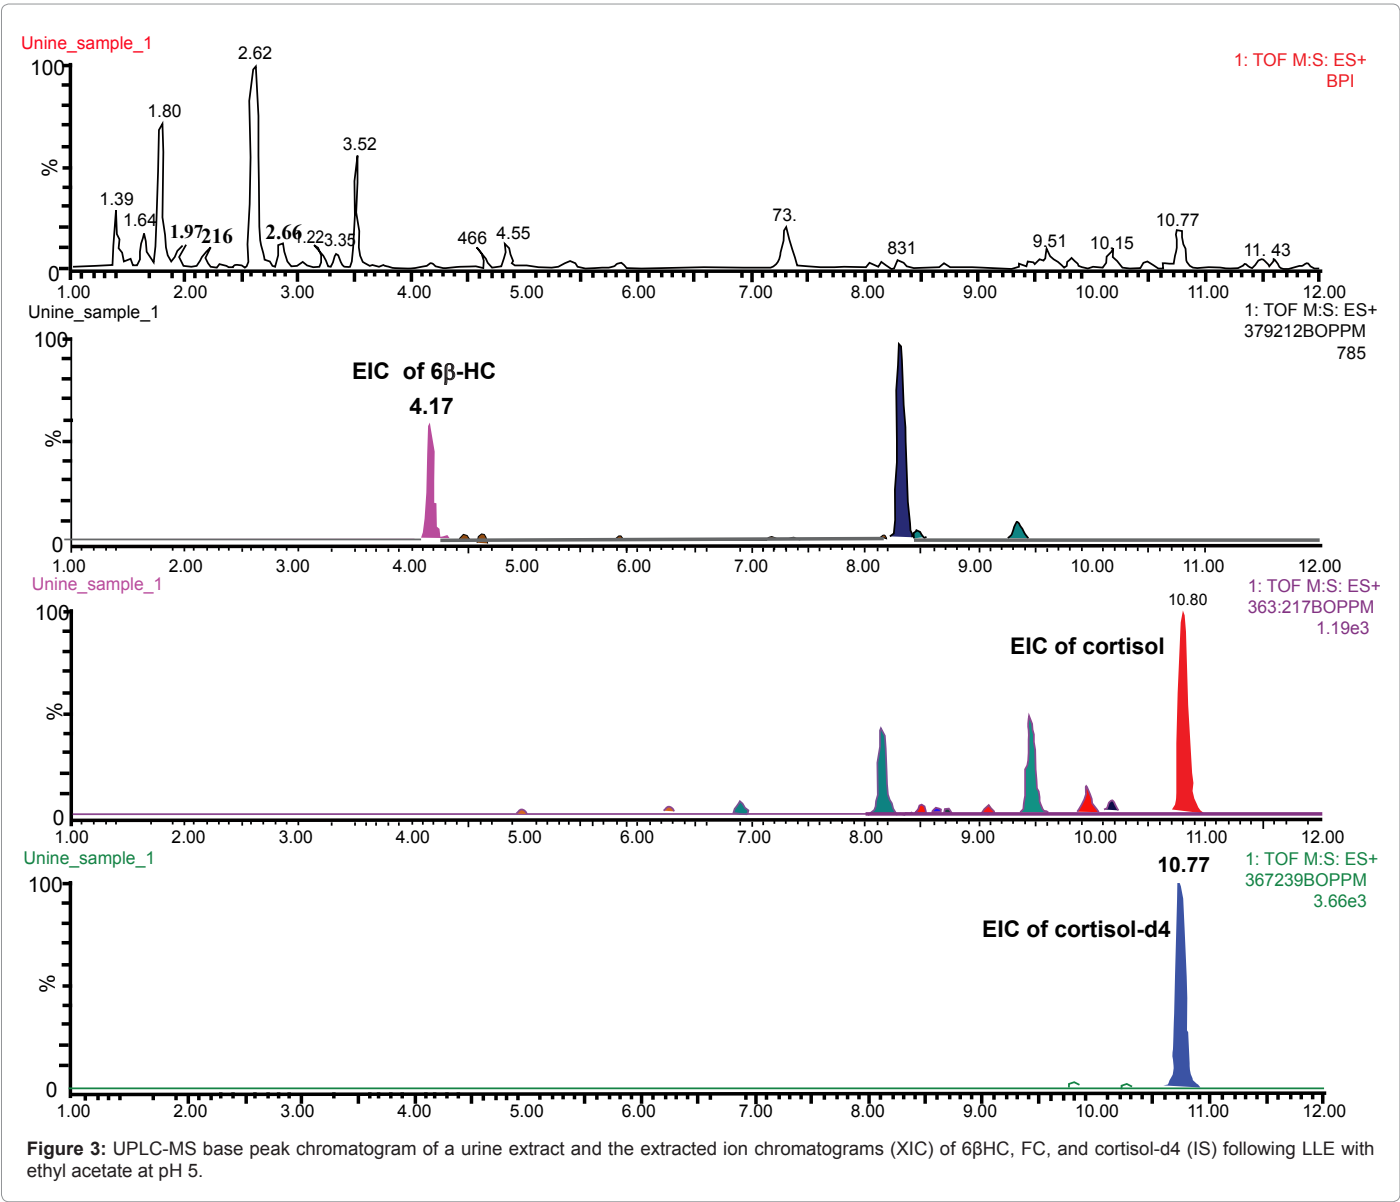 Unine_sample_1
1: TOF M:S: ES+
BPI
2.62
100
1.80
3.52
%
1.39
1.64
1.97
216
2.66
1.22
3.35
466
4.55
73.
831
9.51
10.15
10.77
11. 43
0
1.00 2.00 3.00 4.00 5.00 6.00 7.00 8.00 9.00 10.00 11.00 12.00
Unine_sample_1
1: TOF M:S: ES+
379212BOPPM
785
100
EIC of 6β-HC
4.17
%
0
1.00 2.00 3.00 4.00 5.00 6.00 7.00 8.00 9.00 10.00 11.00 12.00
Unine_sample_1
1: TOF M:S: ES+
363:217BOPPM
1.19e3
100
10.80
EIC of cortisol
%
0
1.00 2.00 3.00 4.00 5.00 6.00 7.00 8.00 9.00 10.00 11.00 12.00
Unine_sample_1
1: TOF M:S: ES+
367239BOPPM
3.66e3
100
10.77
EIC of cortisol-d4
%
0
1.00 2.00 3.00 4.00 5.00 6.00 7.00 8.00 9.00 10.00 11.00 12.00
Figure 3: UPLC-MS base peak chromatogram of a urine extract and the extracted ion chromatograms (XIC) of 6βHC, FC, and cortisol-d4 (IS) following LLE with
ethyl acetate at pH 5.